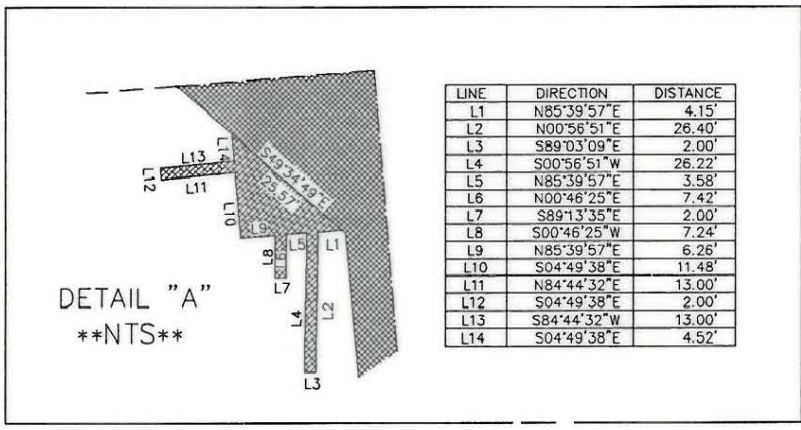 LINE DIRECTION DISTANCE
L1 N85°39'57"E 4.15'
L2 N00°56'51"E 26.40'
L3 S89°03'09"E 2.00'
L4 S00°56'51"W 26.22'
L5 N85°39'57"E 3.58'
L6 N00°46'25"E 7.42'
L7 S89°13'35"E 2.00'
L8 S00°46'25"W 7.24'
L9 N85°39'57"E 6.26'
L10 S04°49'38"E 11.48'
L11 N84°44'32"E 13.00'
L12 S04°49'38"E 2.00'
L13 S84°44'32"W 13.00'
L14 S04°49'38"E 4.52'
L14
L13
L12
L11
S49°34'49"E
25.57'
L10
L9
L8
L6
L5
L1
L7
L4
L2
L3
DETAIL "A"
**NTS**